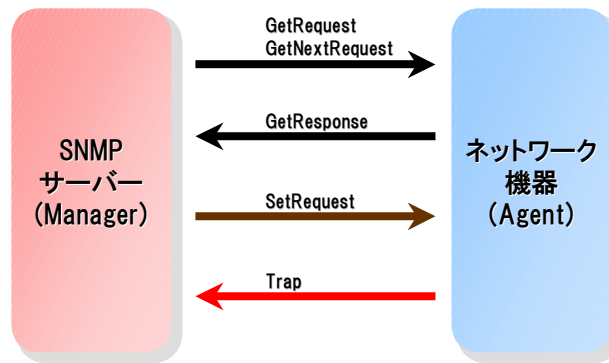 GetRequest
GetNextRequest
GetResponse
SNMP
サーバー
(Manager)
ネットワーク
機器
(Agent)
SetRequest
Trap